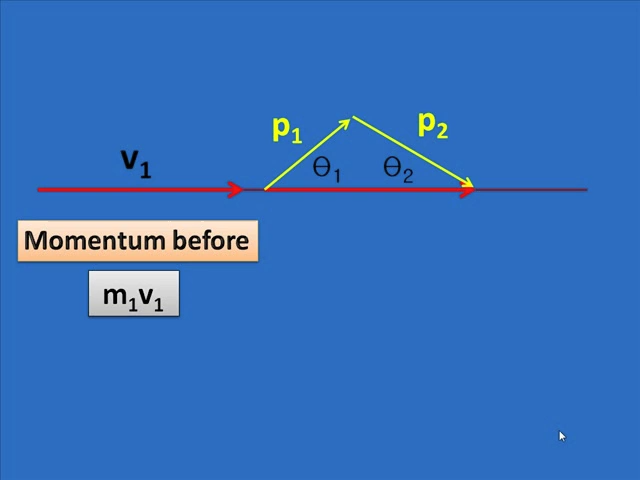 p₁
p₂
v₁
Θ₁
Θ₂
Momentum before
m₁v₁